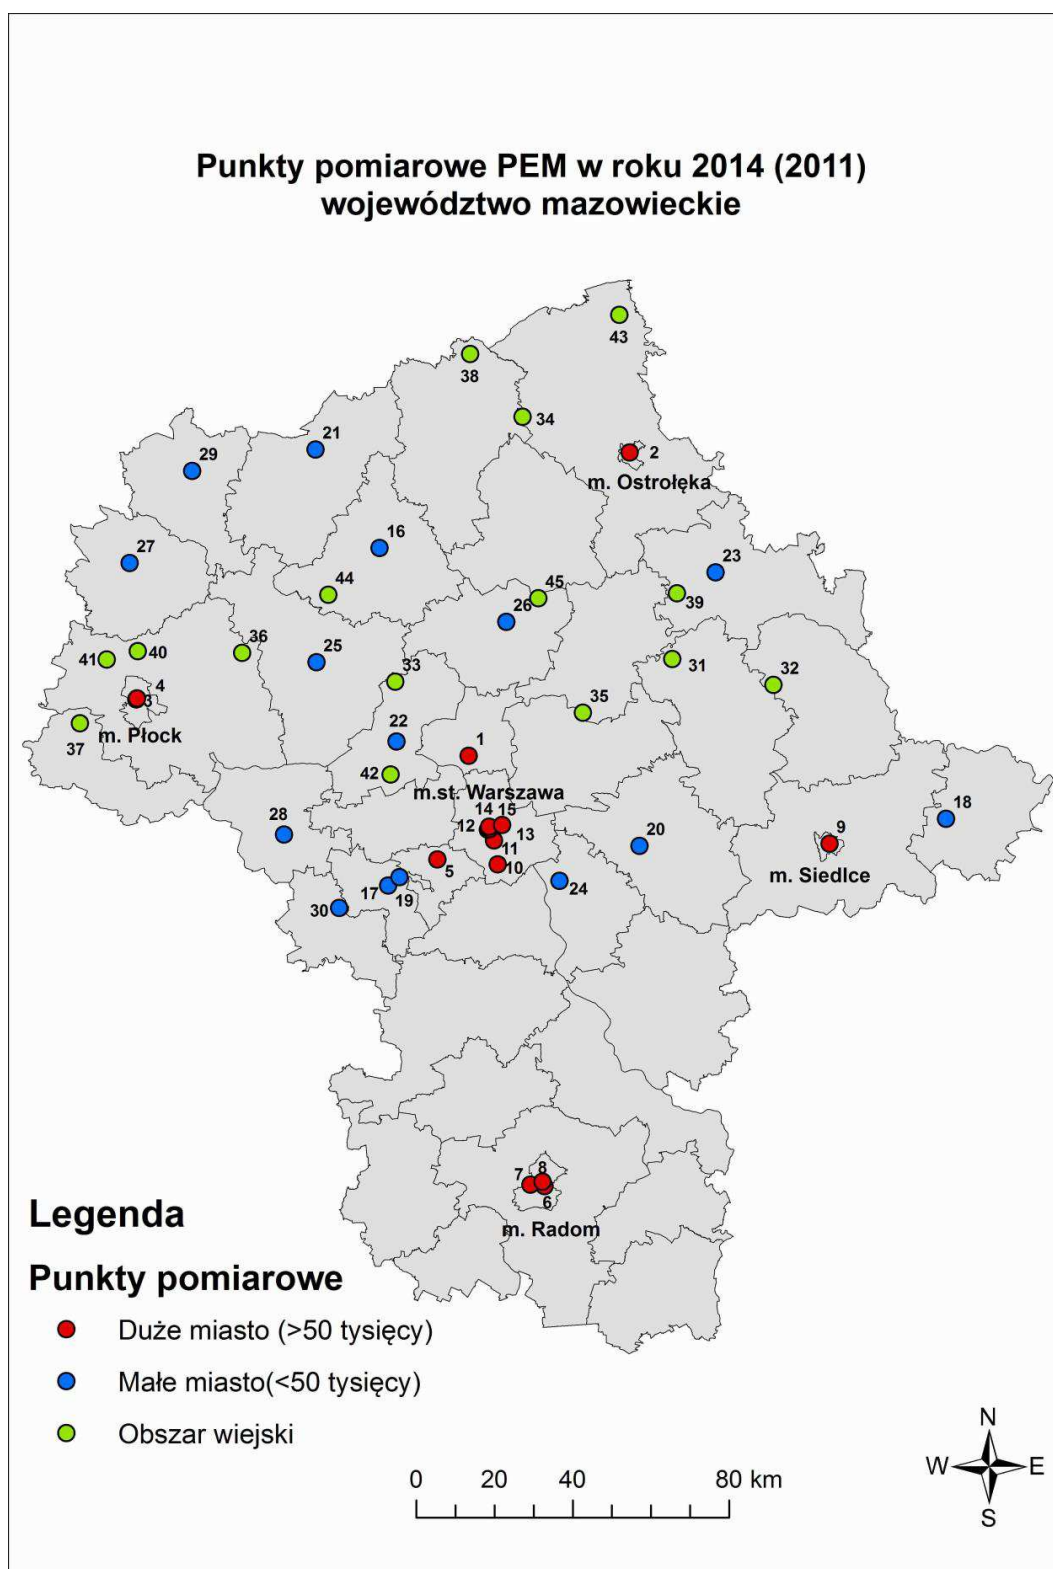 Punkty pomiarowe PEM w roku 2014 (2011)
województwo mazowieckie
43
38
34
21
2
29
m. Ostrołęka
16
27
23
44
45
39
26
36
40
41
25
33
31
32
4
3
35
37
m. Płock
22
1
42
m.st. Warszawa
14 15
28
12
13
18
9
20
11
5
10
m. Siedlce
24
17
19
30
7
8
6
m. Radom
Legenda
Punkty pomiarowe
Duże miasto (>50 tysięcy)
Małe miasto(<50 tysięcy)
Obszar wiejski
0 20 40 80 km
N
W E
S